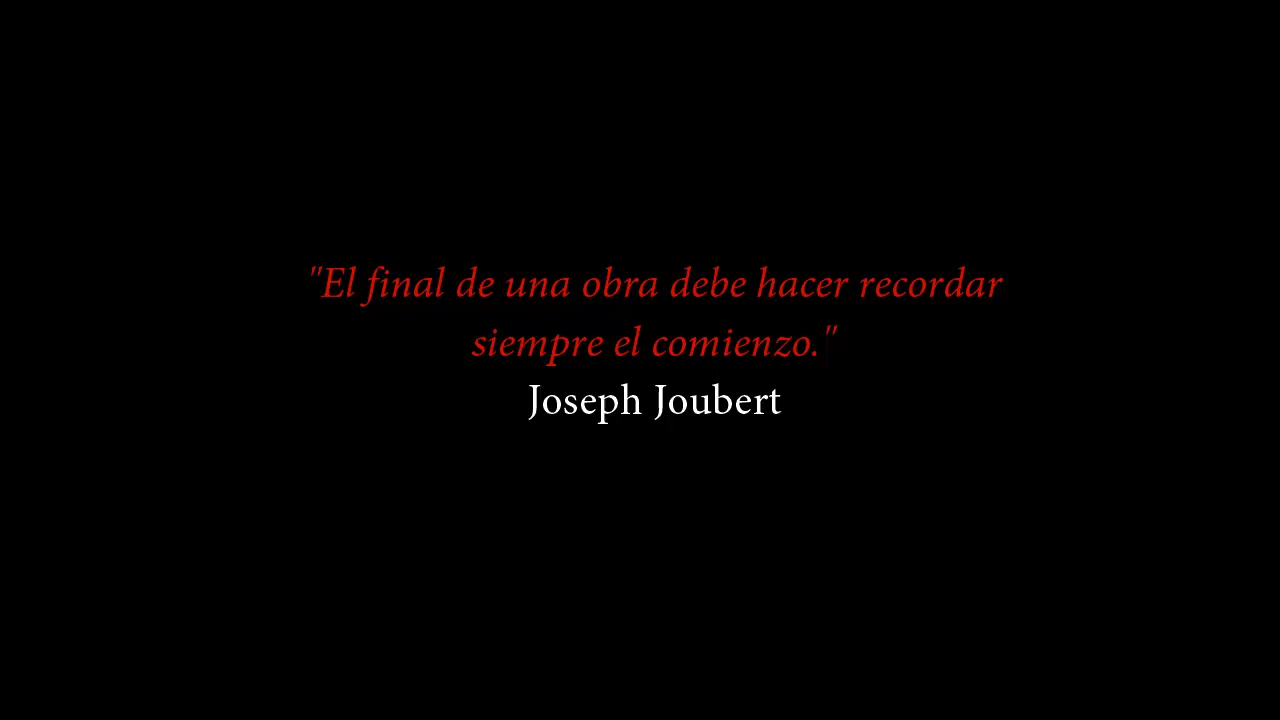 "El final de una obra debe hacer recordar
siempre el comienzo."
Joseph Joubert